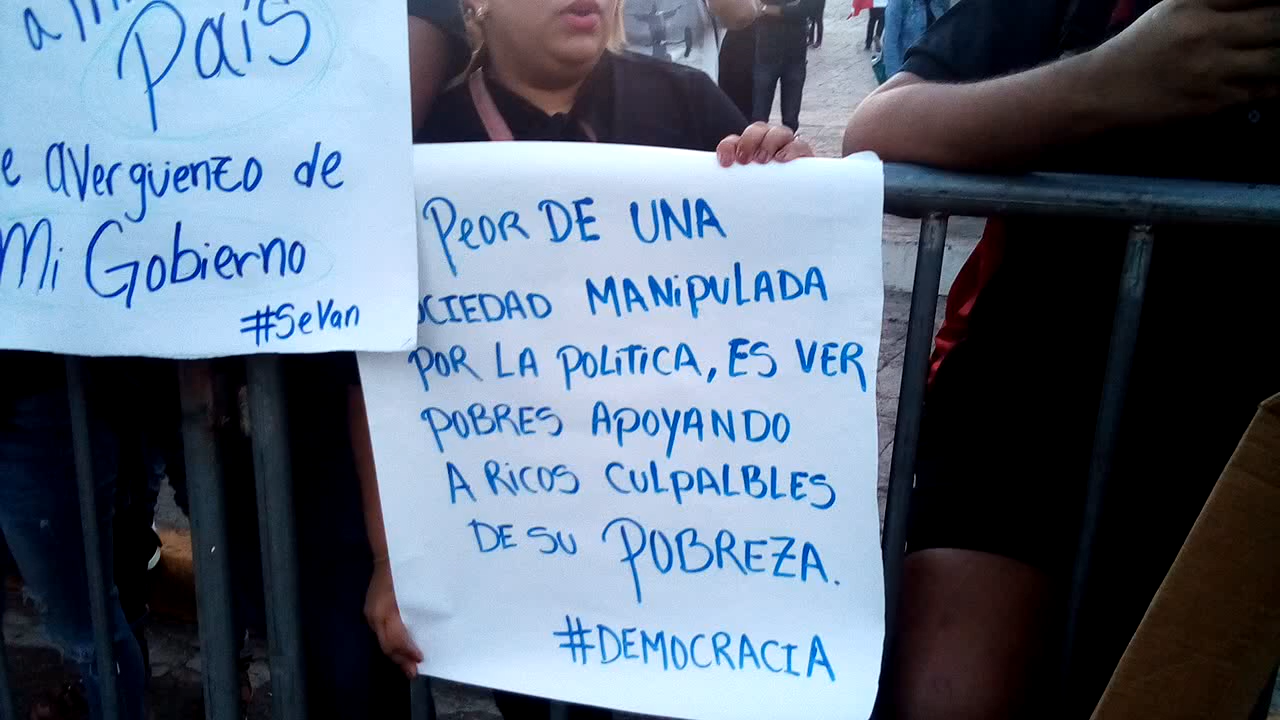 País
avergüenzo de
Mi Gobierno
#SeVan
Peor DE UNA
OCIEDAD MANIPULADA
POR LA POLITICA, ES VER
POBRES APOYANDO
A RICOS CULPALBLES
DE SU POBREZA.
#DEMOCRACIA